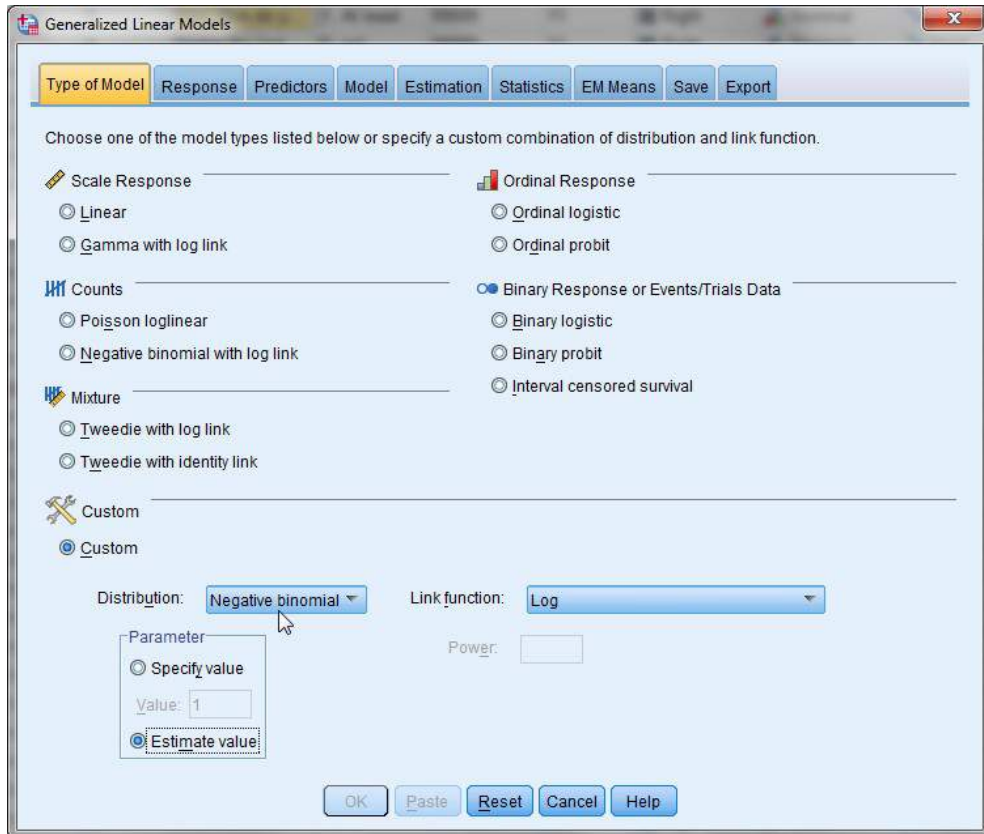 Generalized Linear Models
Type of Model Response Predictors Model Estimation Statistics EM Means Save Export
Choose one of the model types listed below or specify a custom combination of distribution and link function.
Scale Response
Linear
Gamma with log link
Counts
Poisson loglinear
Negative binomial with log link
Mixture
Tweedie with log link
Tweedie with identity link
Ordinal Response
Ordinal logistic
Ordinal probit
Binary Response or Events/Trials Data
Binary logistic
Binary probit
Interval censored survival
Custom
Custom
Distribution: Negative binomial Link function: Log
Parameter
Specify value
Value: 1
Estimate value
Power:
OK Paste Reset Cancel Help